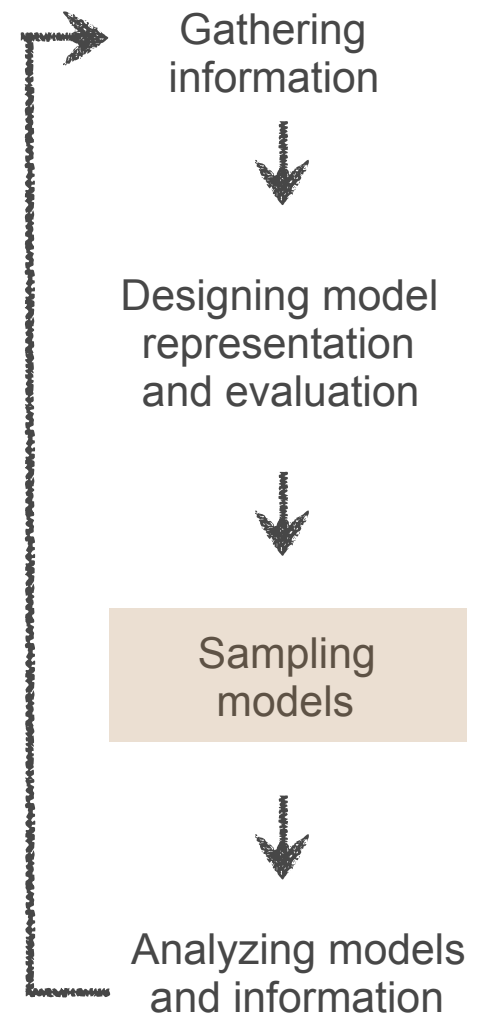 Gathering
information
Designing model
representation
and evaluation
Sampling
models
Analyzing models
and information